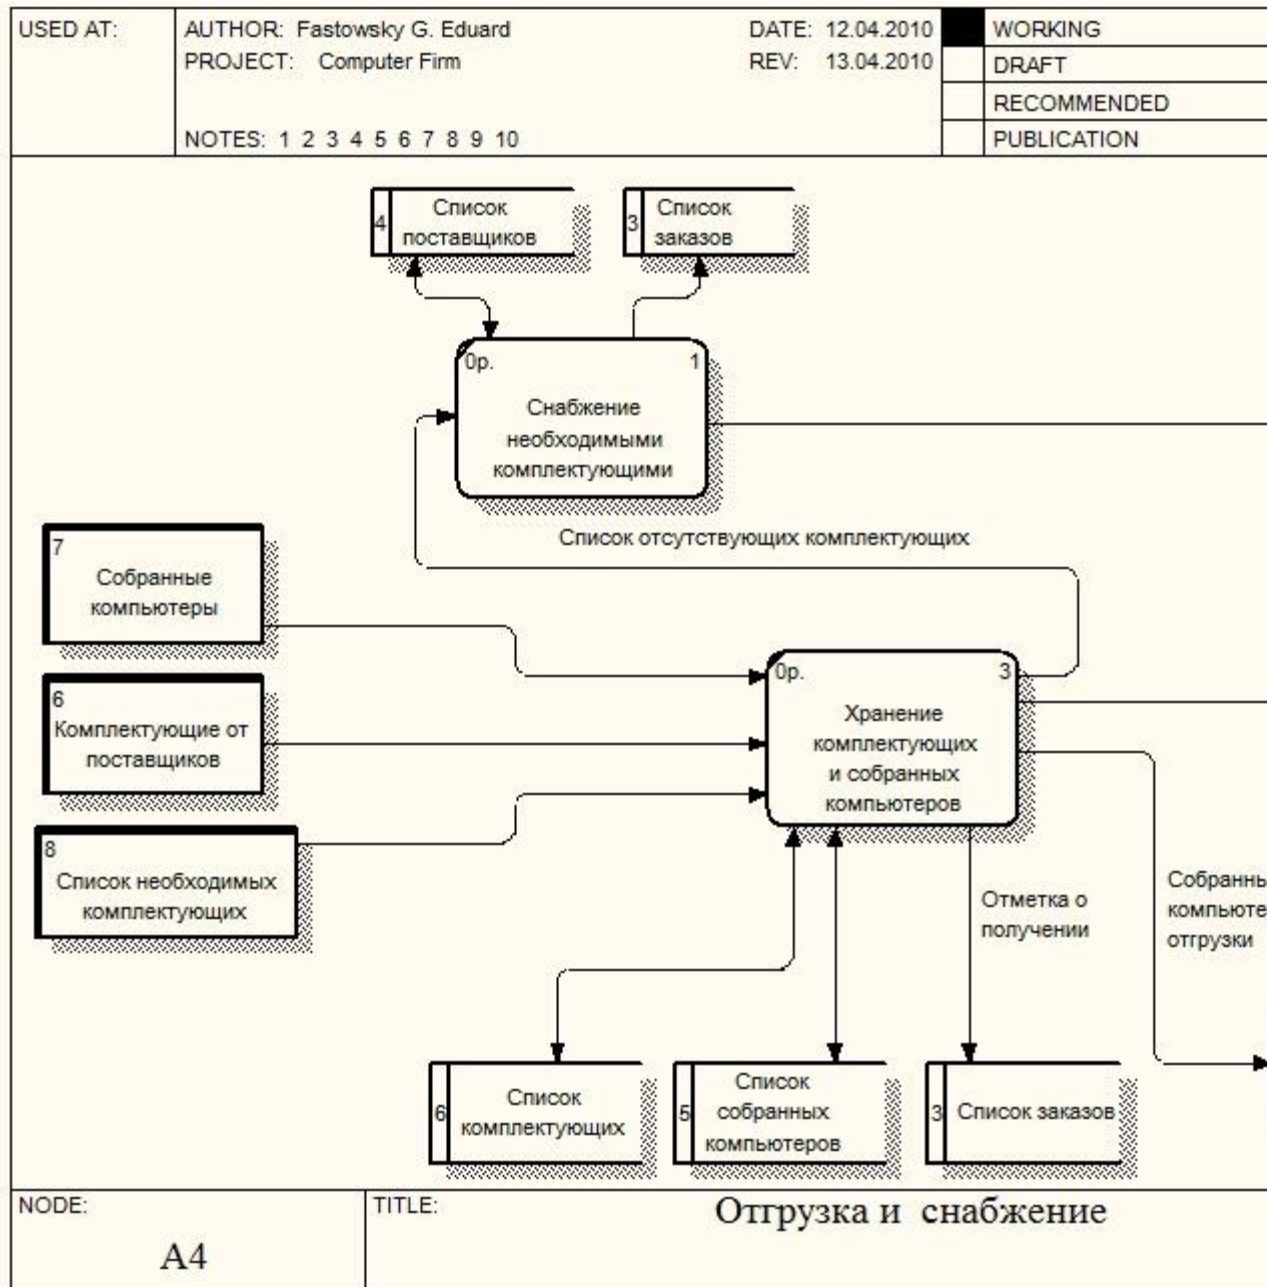 USED AT:
AUTHOR: Fastowsky G. Eduard
DATE: 12.04.2010
WORKING
PROJECT: Computer Firm
REV: 13.04.2010
DRAFT
RECOMMENDED
NOTES: 1 2 3 4 5 6 7 8 9 10
PUBLICATION
4
Список
поставщиков
3
Список
заказов
0р.
1
Снабжение
необходимыми
комплектующими
Список отсутствующих комплектующих
7
Собранные
компьютеры
6
Комплектующие от
поставщиков
8
Список необходимых
комплектующих
0р.
3
Хранение
комплектующих
и собранных
компьютеров
Отметка о
получении
отгрузки
6
Список
комплектующих
5
Список
собранных
компьютеров
3
Список заказов
NODE:
A4
TITLE:
Отгрузка и снабжение